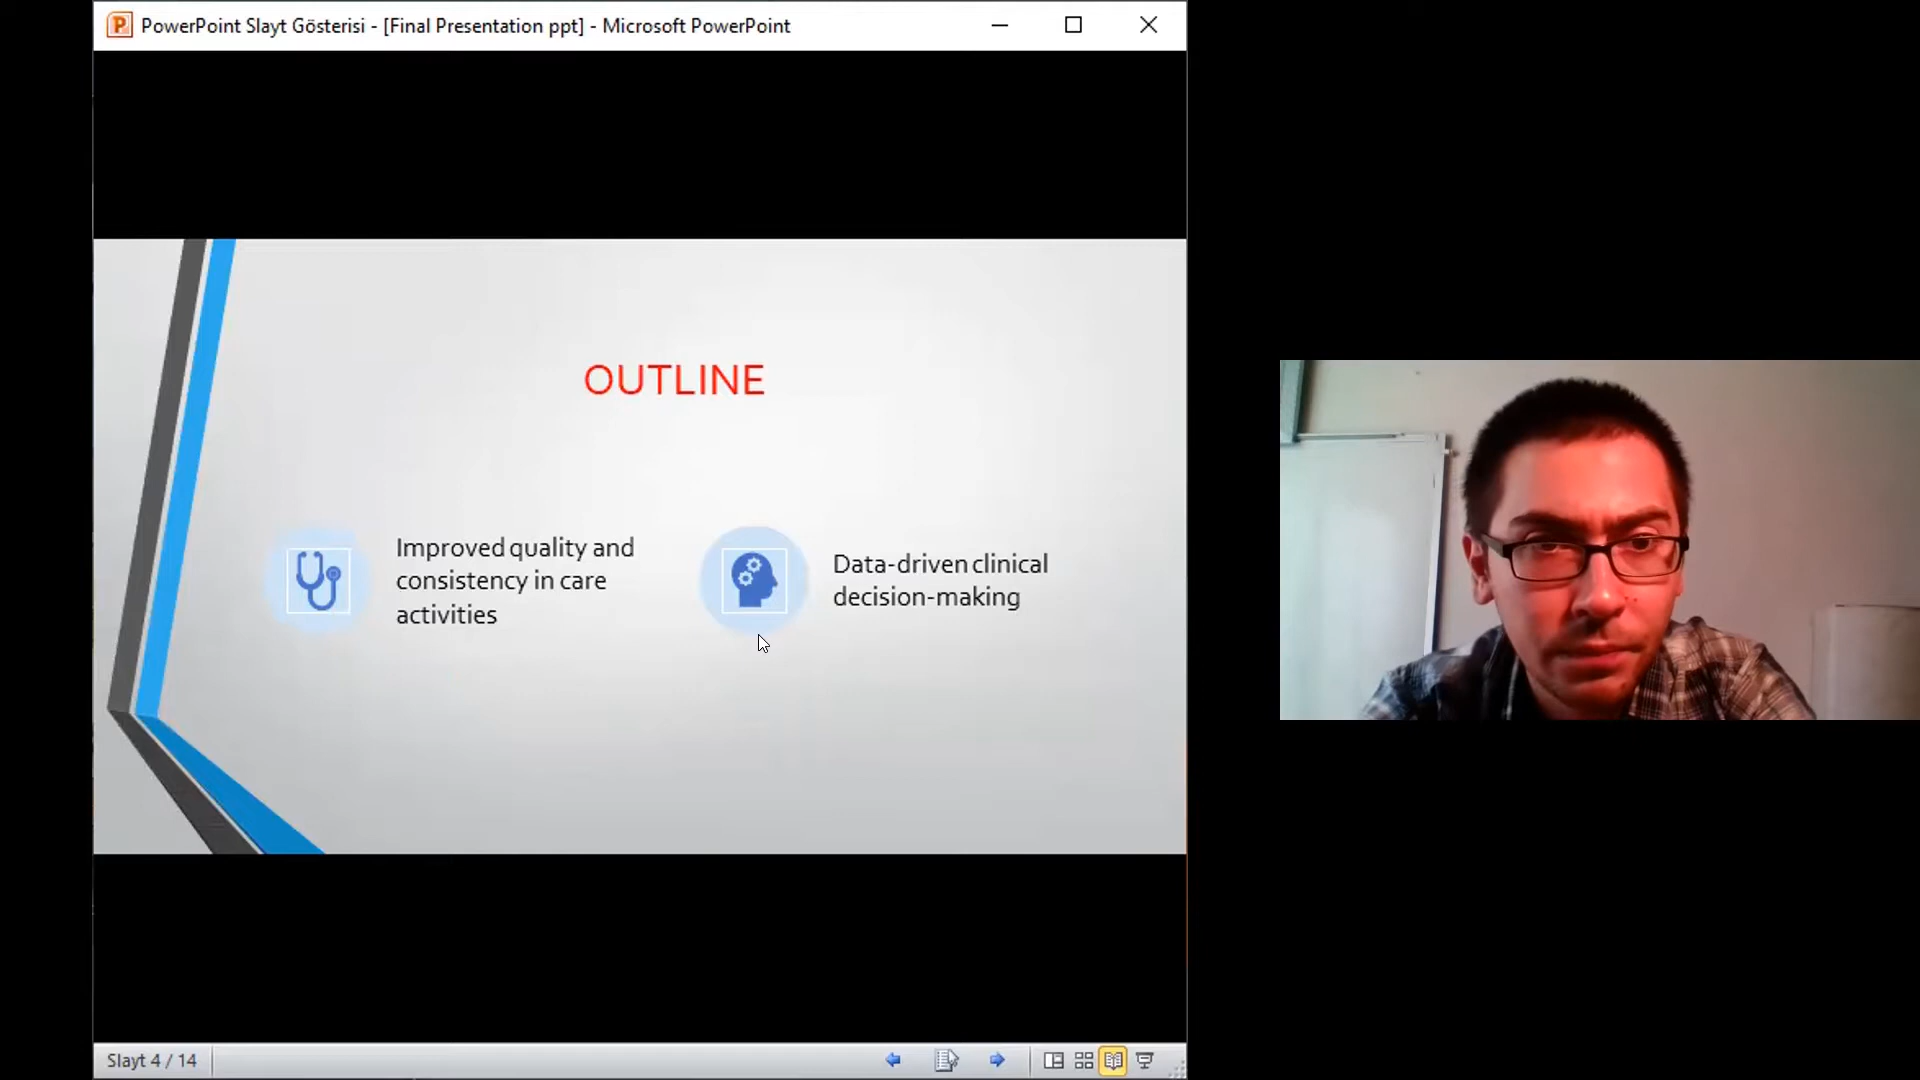 PowerPoint Slayt Gösterisi - [Final Presentation ppt] - Microsoft PowerPoint
OUTLINE
Improved quality and
consistency in care
activities
Data-driven clinical
decision-making
Slayt 4 / 14